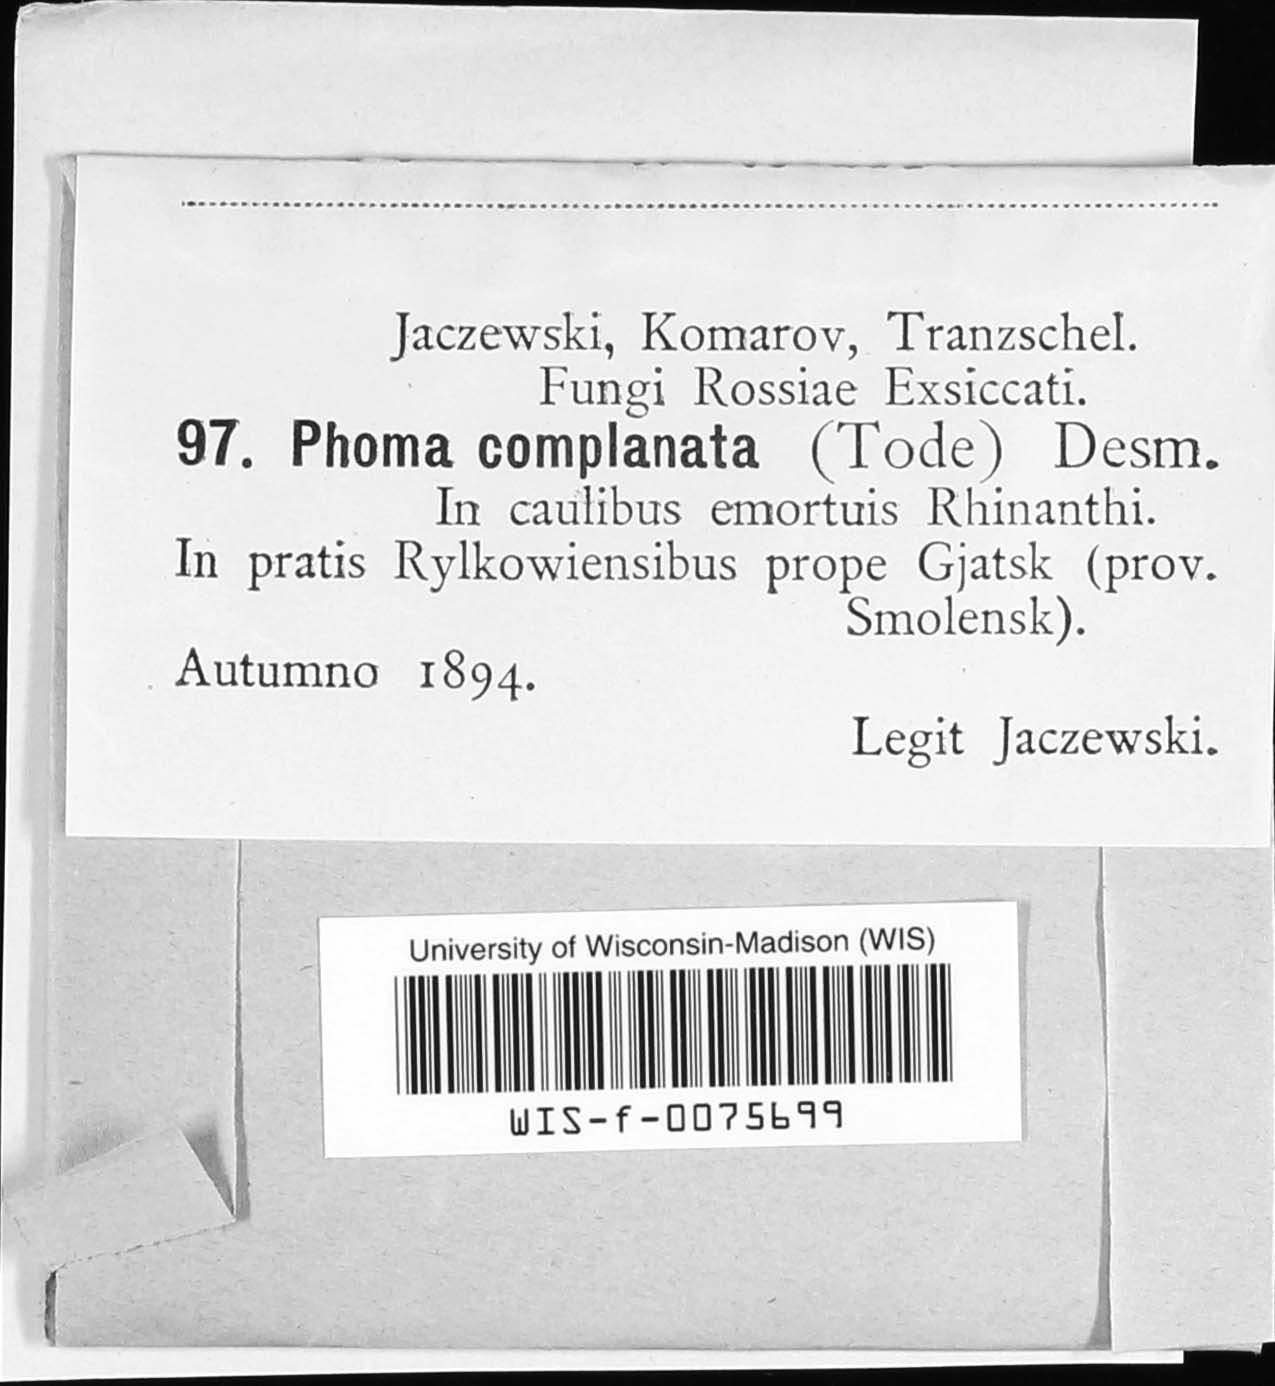 Jaczewski, Komarov, Tranzschel.
Fungi Rossiae Exsiccati.
97. Phoma complanata (Tode) Desm.
In caulibus emortuis Rhinanthi.
In pratis Rylkowiensibus prope Gjatsk (prov.
Smolensk).
Autumno 1894.
Legit Jaczewski.
University of Wisconsin-Madison (WIS)
WIS-f-0075699